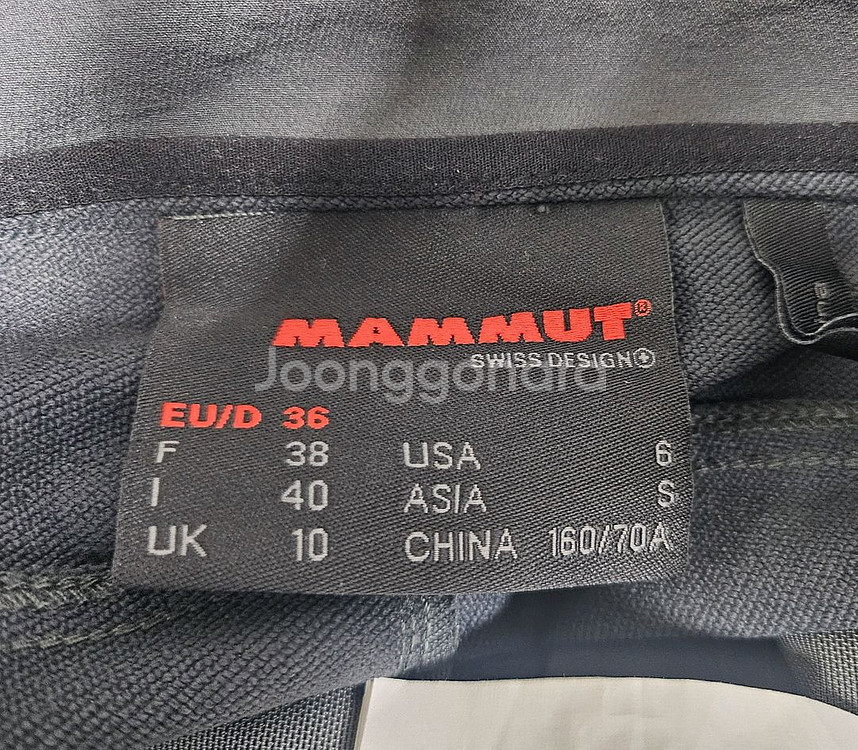 MAMMUT®
SWISS DESIGN
Joonggonara
EU/D 36
F 38 USA 6
I 40 ASIA S
UK 10 CHINA 160/70A